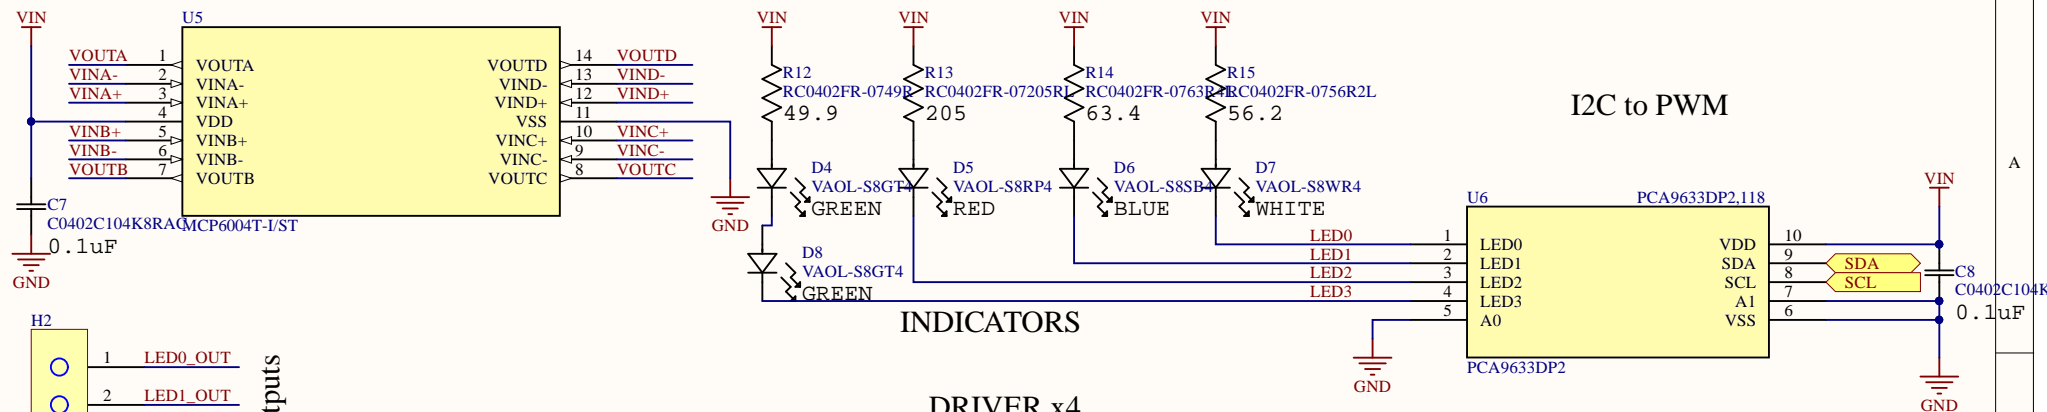 VIN
U5
VOUTA 1 VOUTA
VINA- 2 VINA-
VINA+ 3 VINA+
4 VDD
VINB+ 5 VINB+
VINB- 6 VINB-
VOUTB 7 VOUTB
VOUTD 14 VOUTD
VIND- 13 VIND-
VIND+ 12 VIND+
VSS 11
VINC+ 10 VINC+
VINC- 9 VINC-
VOUTC 8 VOUTC
MCP6004T-I/ST
C7
C0402C104K8RAC
0.1uF
GND
GND
VIN
R12
RC0402FR-0749R
49.9
D4
VAOL-S8GT4
GREEN
D8
VAOL-S8GT4
GREEN
VIN
R13
RC0402FR-07205RL
205
D5
VAOL-S8RP4
RED
VIN
R14
RC0402FR-0763R4L
63.4
D6
VAOL-S8SB4
BLUE
VIN
R15
RC0402FR-0756R2L
56.2
D7
VAOL-S8WR4
WHITE
INDICATORS
I2C to PWM
U6
PCA9633DP2,118
LED0 1 LED0
LED1 2 LED1
LED2 3 LED2
LED3 4 LED3
5 A0
VDD 10
SDA 9 SDA
SCL 8 SCL
A1 7
VSS 6
PCA9633DP2
GND
VIN
C8
C0402C104K
0.1uF
GND
A
H2
1 LED0_OUT
2 LED1_OUT
DRIVER x4